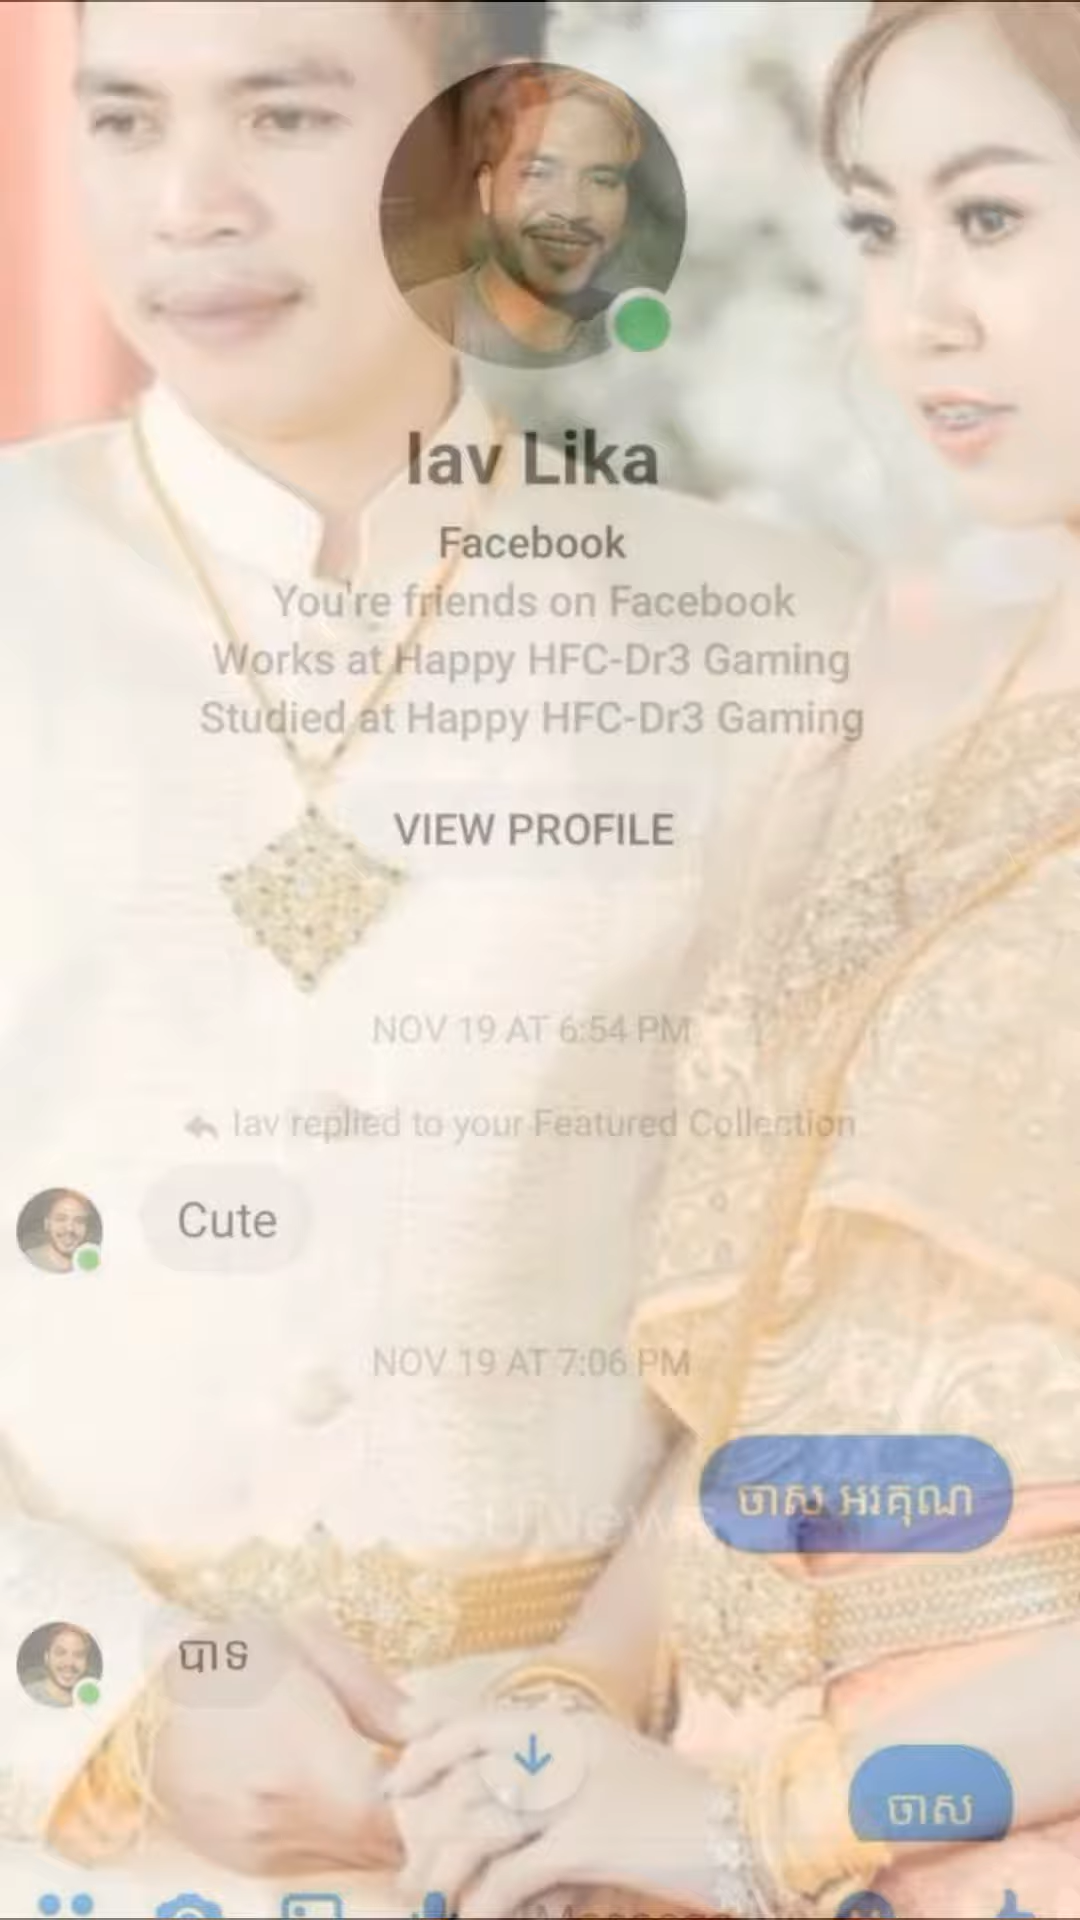 Iav Lika
Facebook
You're friends on Facebook
Works at Happy HFC-Dr3 Gaming
Studied at Happy HFC-Dr3 Gaming
VIEW PROFILE
NOV 19 AT 6:54 PM
Iav replied to your Featured Collection
Cute
NOV 19 AT 7:06 PM
ចាស អរគុណ
បាទ
ចាស